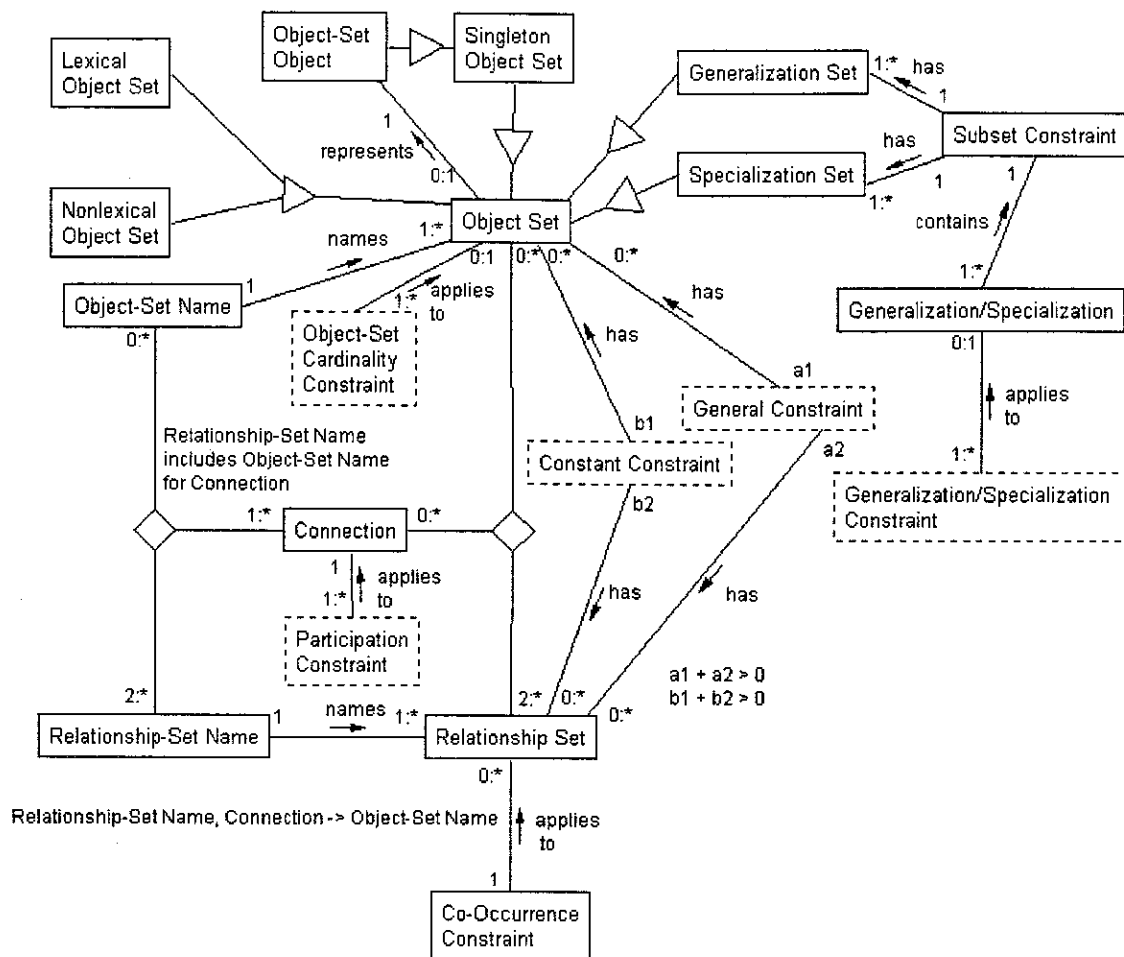 Object-Set
Object
Singleton
Object Set
Lexical
Object Set
Generalization Set
1:*
has
1
Subset Constraint
1
represents
0:1
has
Specialization Set
1
1:*
1
Nonlexical
Object Set
1:*
Object Set
names
contains
1
0:1
0:*
0:*
0:*
1:*
applies
to
has
1:*
Object-Set Name
0:*
Object-Set
Cardinality
Constraint
has
Generalization/Specialization
0:1
a1
General Constraint
a2
applies
to
Relationship-Set Name
includes Object-Set Name
for Connection
b1
Constant Constraint
b2
1:*
Generalization/Specialization
Constraint
1:*
Connection
0:*
1
applies
to
1:*
Participation
Constraint
has
has
a1 + a2 > 0
b1 + b2 > 0
2:*
1
names
1:*
2:*
0:*
0:*
Relationship-Set Name
Relationship Set
0:*
Relationship-Set Name, Connection -> Object-Set Name
applies
to
1
Co-Occurrence
Constraint